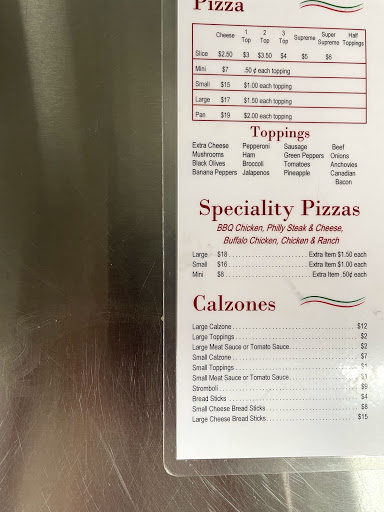 Pizza
Cheese 1 Top 2 Top 3 Top Supreme Super Supreme Half Toppings
Slice $2.50 $3 $3.50 $4 $5 $6
Mini $7 .50 ¢ each topping
Small $15 $1.00 each topping
Large $17 $1.50 each topping
Pan $19 $2.00 each topping
Toppings
Extra Cheese Pepperoni Sausage Beef
Mushrooms Ham Green Peppers Onions
Black Olives Broccoli Tomatoes Anchovies
Banana Peppers Jalapenos Pineapple Canadian
Bacon
Speciality Pizzas
BBQ Chicken, Philly Steak & Cheese,
Buffalo Chicken, Chicken & Ranch
Large $18 Extra Item $1.50 each
Small $16 Extra Item $1.00 each
Mini $8 Extra Item .50¢ each
Calzones
Large Calzone $12
Large Toppings $2
Large Meat Sauce or Tomato Sauce $2
Small Calzone $7
Small Toppings $1
Small Meat Sauce or Tomato Sauce $1
Stromboli $9
Bread Sticks $4
Small Cheese Bread Sticks $8
Large Cheese Bread Sticks $15